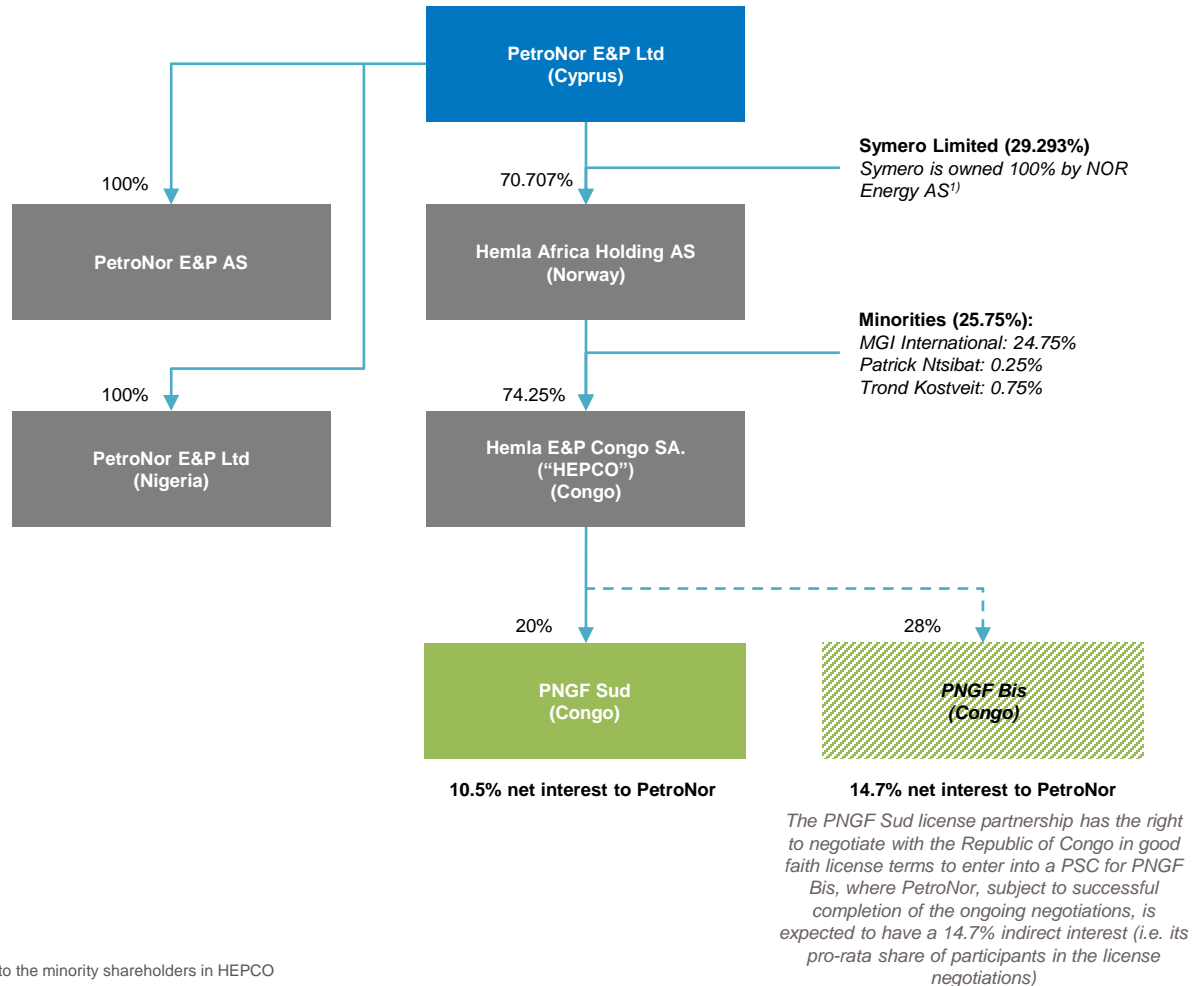 PetroNor E&P Ltd
(Cyprus)
Symero Limited (29.293%)
Symero is owned 100% by NOR
Energy AS1)
100%
70.707%
PetroNor E&P AS
Hemla Africa Holding AS
(Norway)
Minorities (25.75%):
MGI International: 24.75%
Patrick Ntsibat: 0.25%
Trond Kostveit: 0.75%
100%
74.25%
PetroNor E&P Ltd
(Nigeria)
Hemla E&P Congo SA.
(“HEPCO”)
(Congo)
20%
28%
PNGF Sud
(Congo)
PNGF Bis
(Congo)
10.5% net interest to PetroNor
14.7% net interest to PetroNor
The PNGF Sud license partnership has the right
to negotiate with the Republic of Congo in good
faith license terms to enter into a PSC for PNGF
Bis, where PetroNor, subject to successful
completion of the ongoing negotiations, is
expected to have a 14.7% indirect interest (i.e. its
pro-rata share of participants in the license
negotiations)
to the minority shareholders in HEPCO